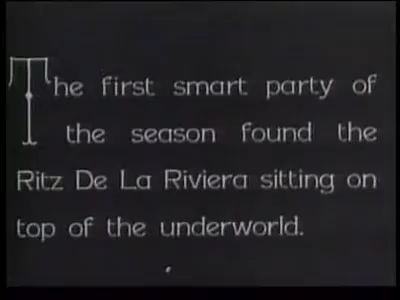 The first smart party of
the season found the
Ritz De La Riviera sitting on
top of the underworld.